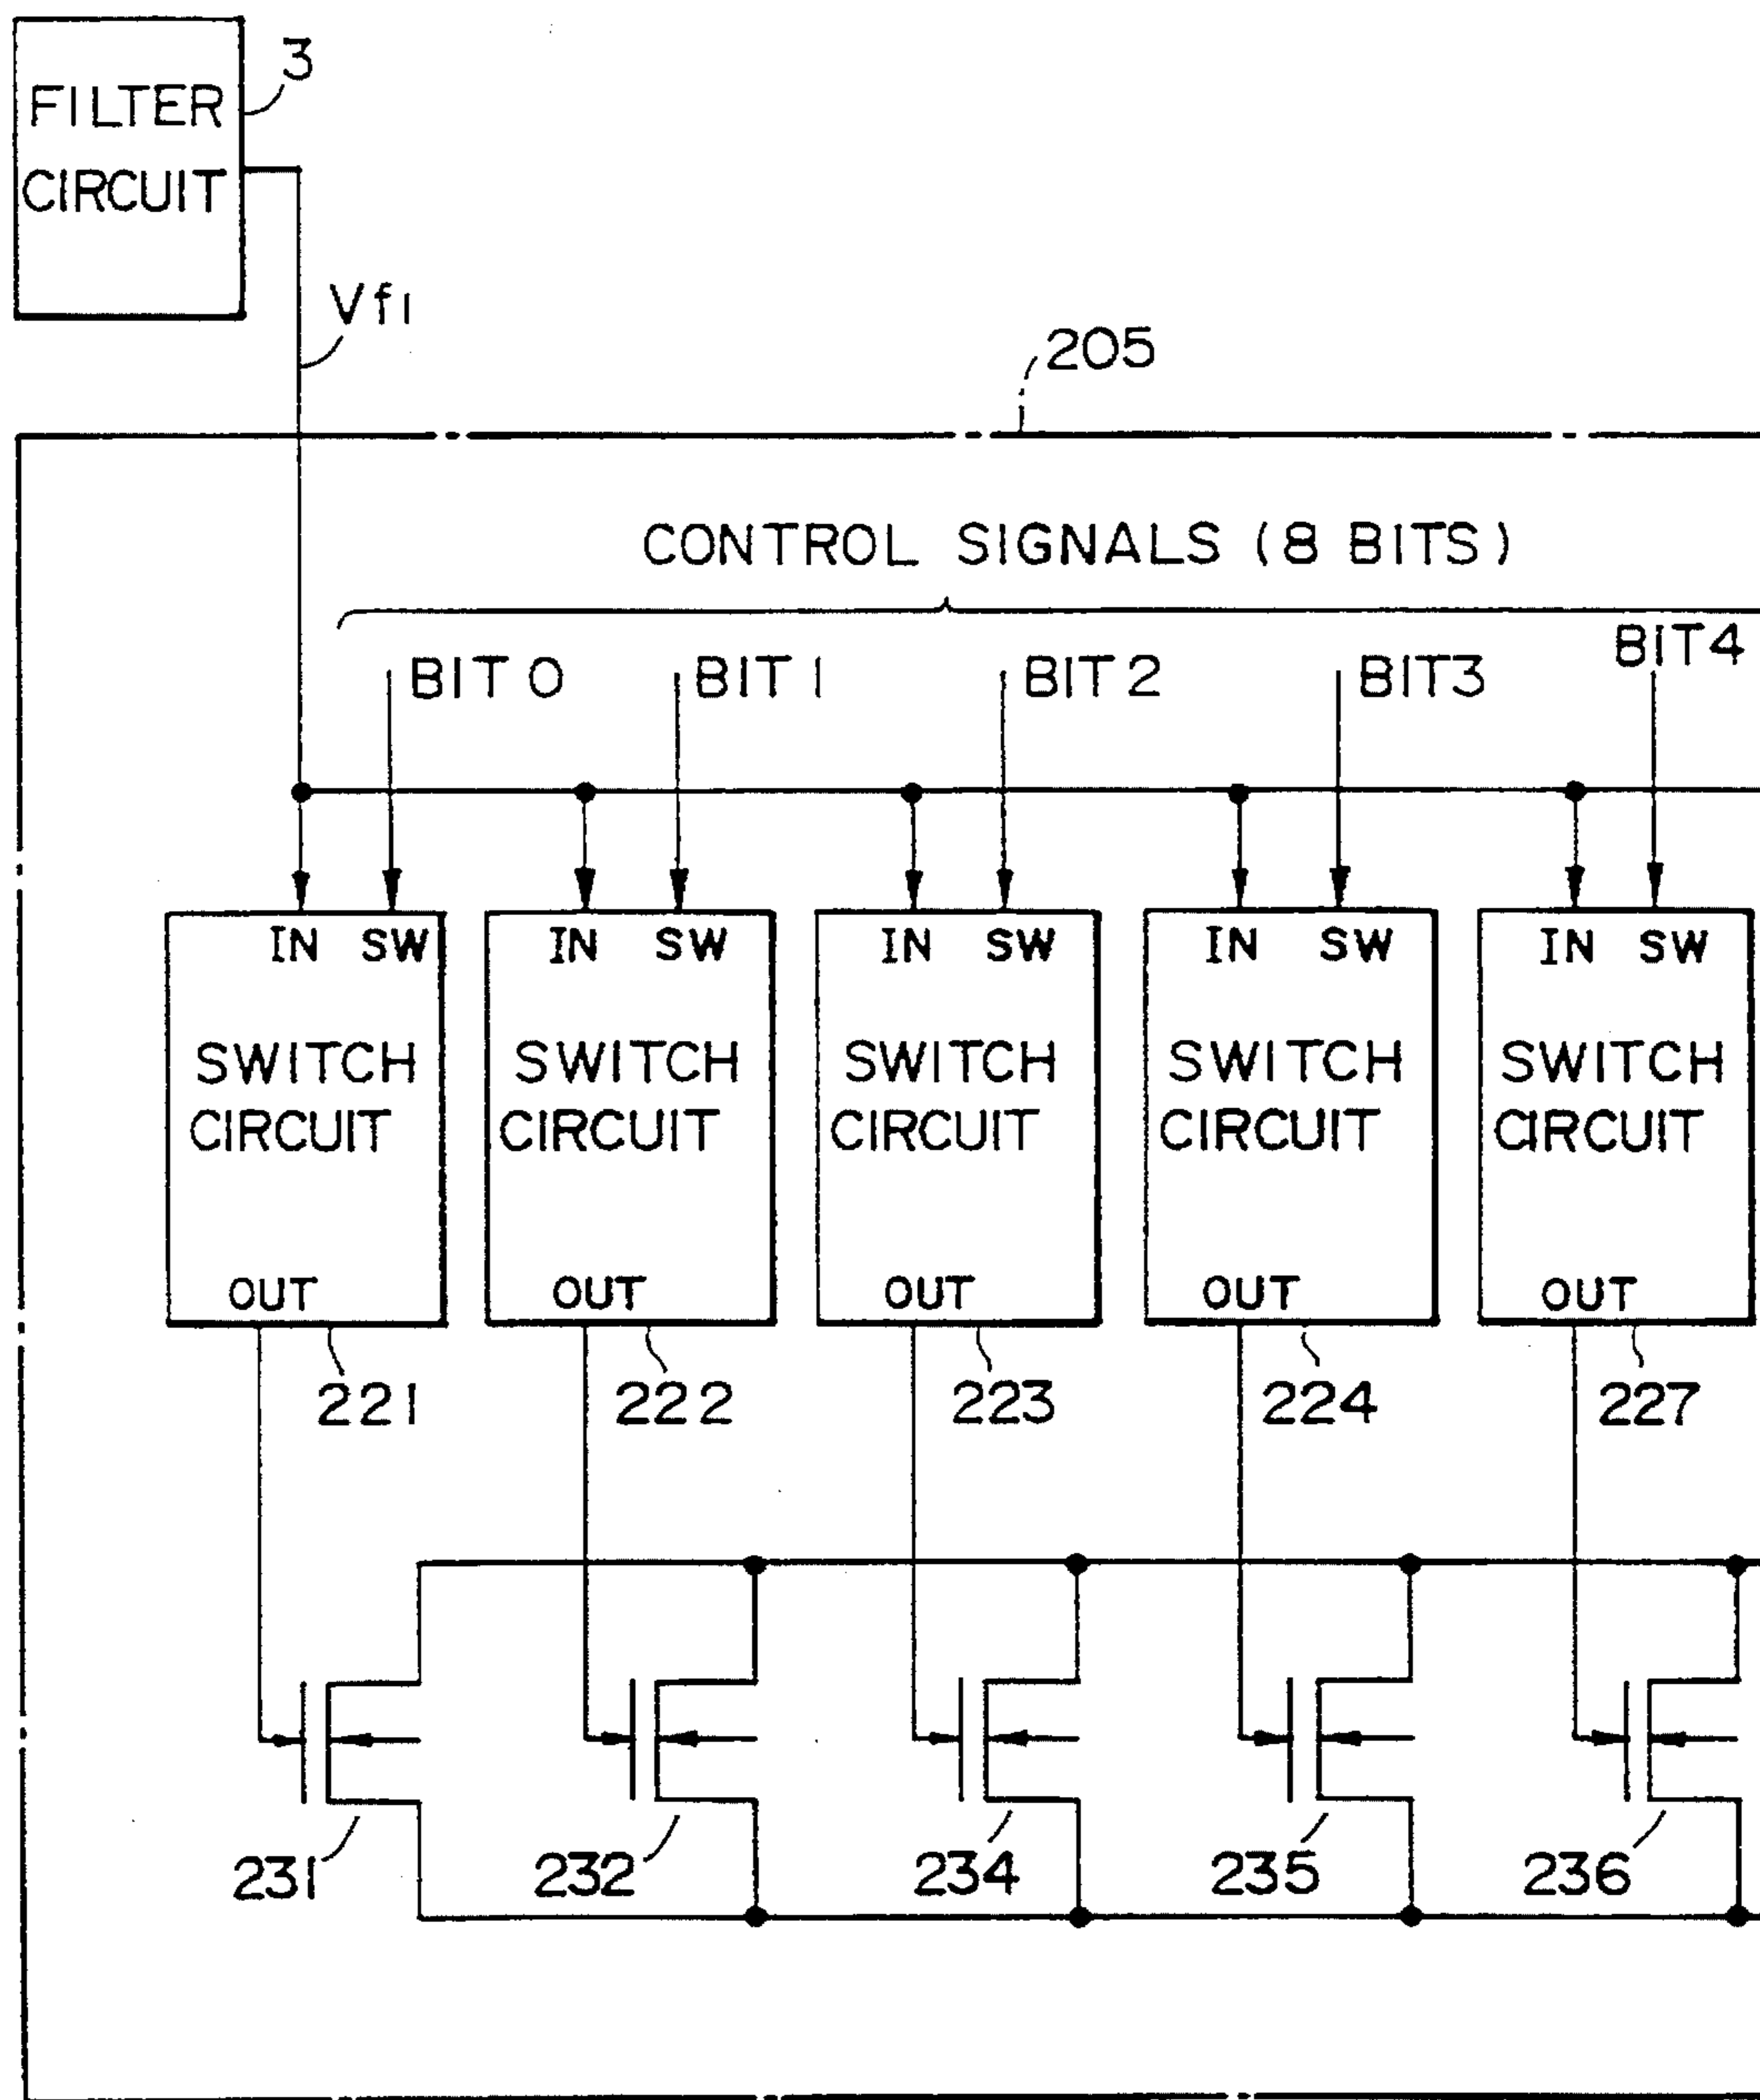 FILTER
CIRCUIT
3
Vf1
205
CONTROL SIGNALS (8 BITS)
BIT 0 BIT 1 BIT 2 BIT3 BIT4
IN SW IN SW IN SW IN SW IN SW
SWITCH SWITCH SWITCH SWITCH SWITCH
CIRCUIT CIRCUIT CIRCUIT CIRCUIT CIRCUIT
OUT OUT OUT OUT OUT
221 222 223 224 227
231 232 234 235 236